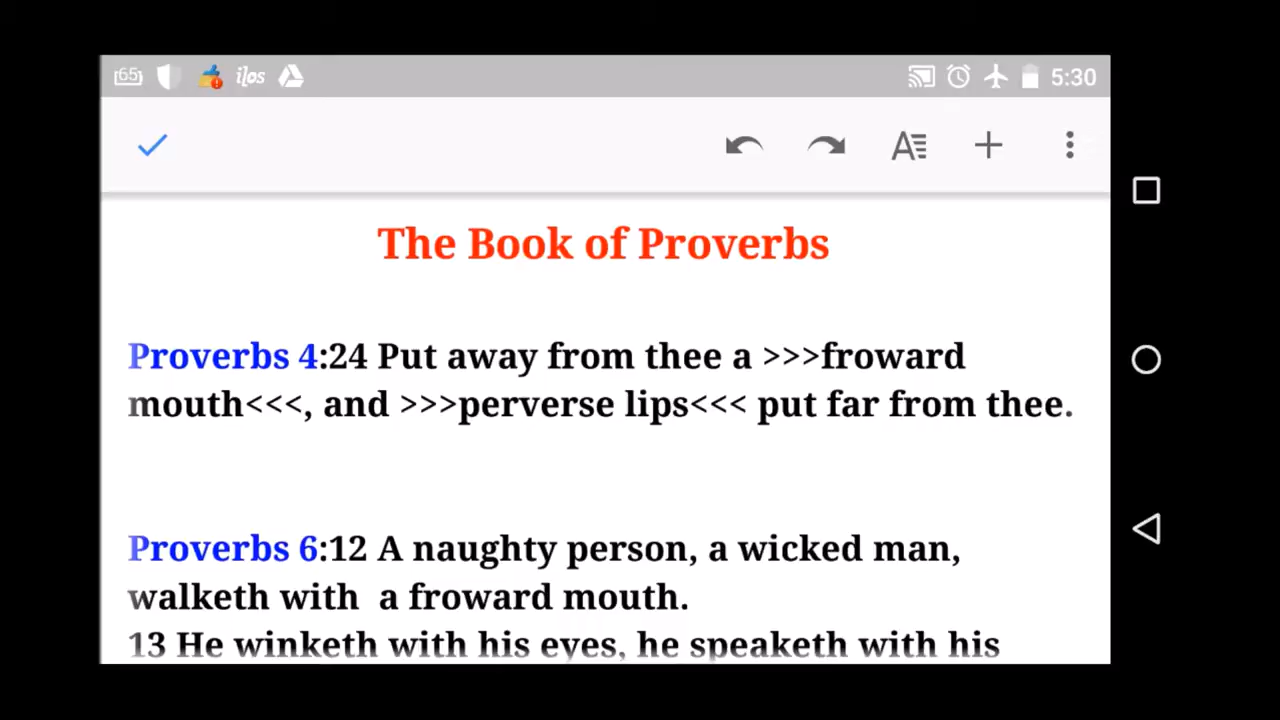 65 ilos 5:30
The Book of Proverbs
Proverbs 4:24 Put away from thee a >>>froward
mouth<<<, and >>>perverse lips<<< put far from thee.
Proverbs 6:12 A naughty person, a wicked man,
walketh with  a froward mouth.
13 He winketh with his eyes, he speaketh with his